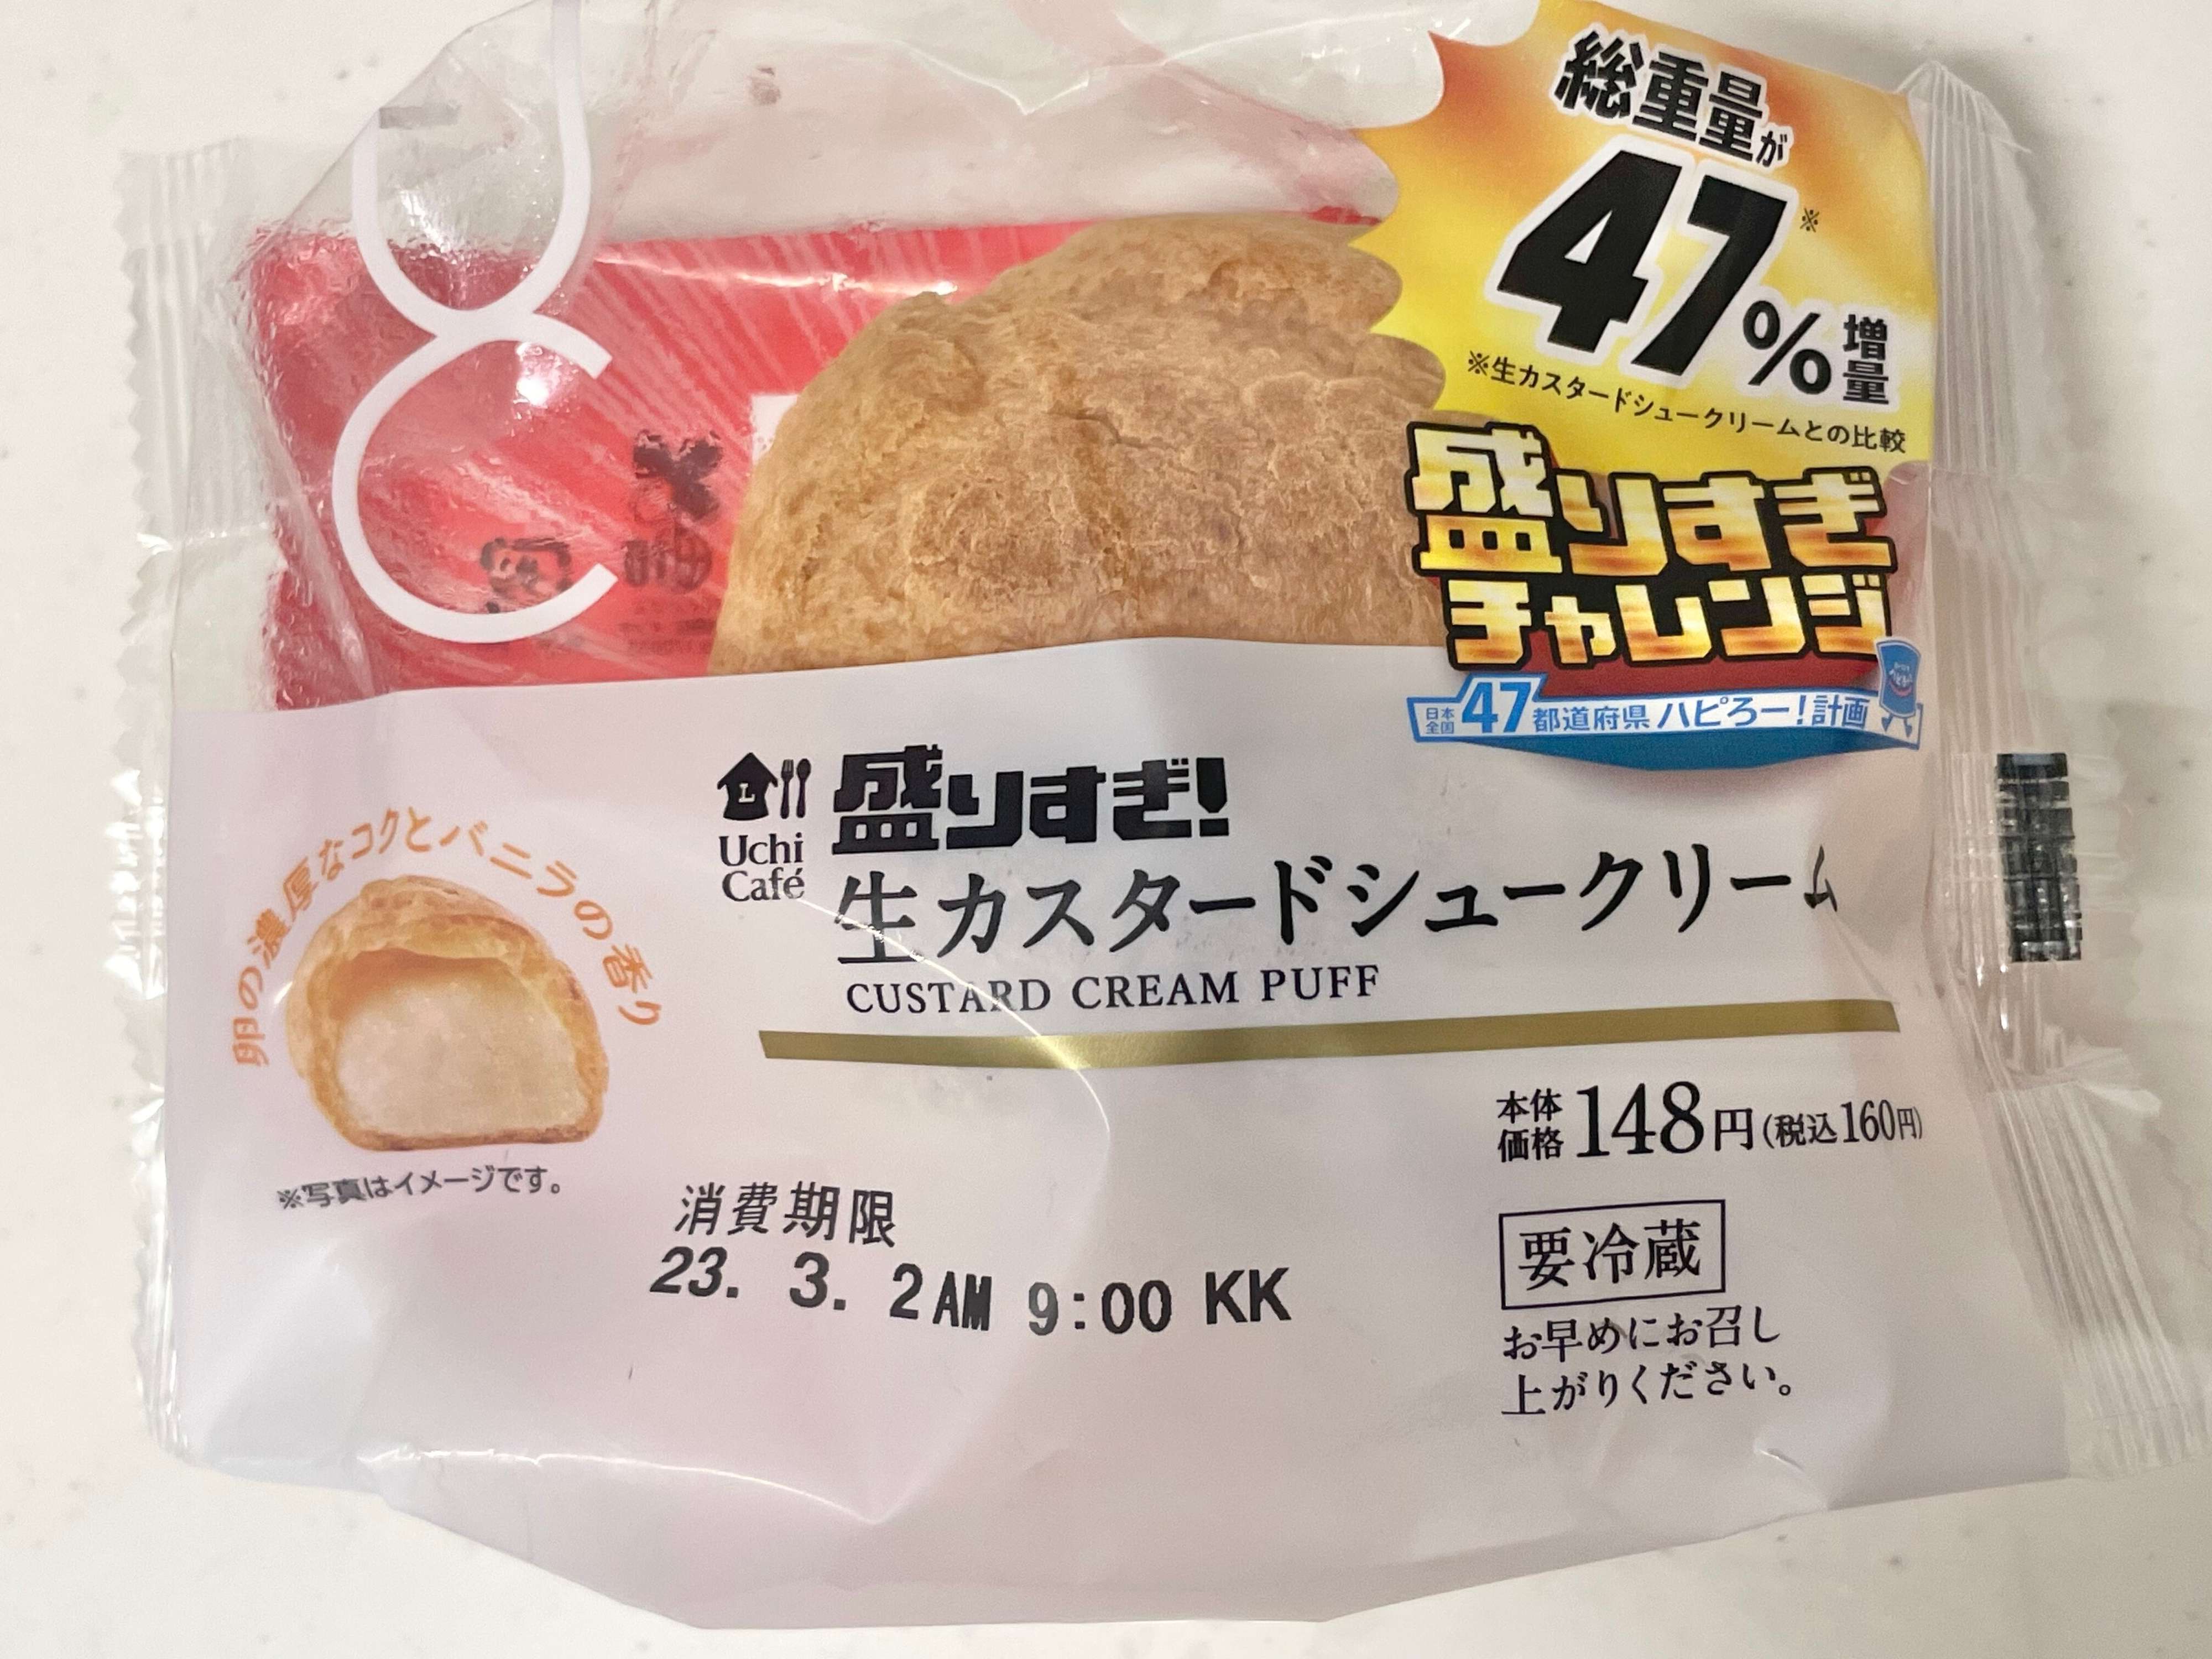 総重量が
47%増量※
※生カスタードシュークリームとの比較
盛りすぎ
チャレンジ
日本全国47都道府県ハピろー!計画
Uchi Café
盛りすぎ!
生カスタードシュークリーム
CUSTARD CREAM PUFF
卵の濃厚なコクとバニラの香り
※写真はイメージです。
本体価格148円(税込160円)
消費期限
23. 3. 2AM 9:00 KK
要冷蔵
お早めにお召し
上がりください。